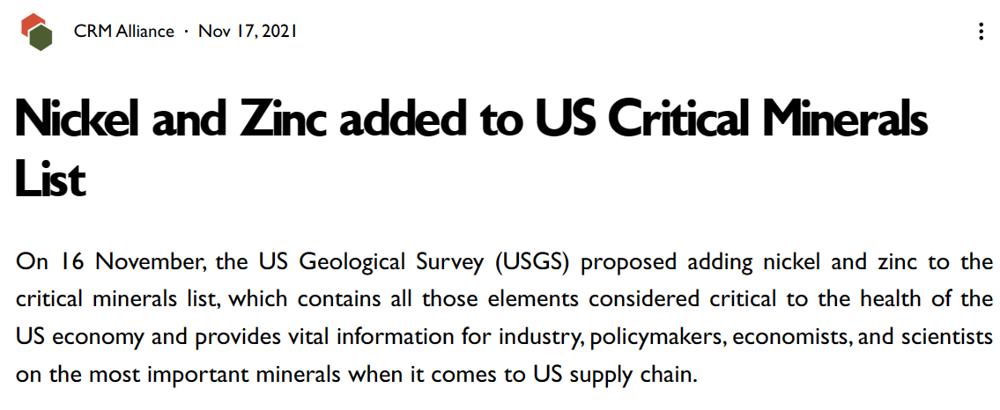 CRM Alliance · Nov 17, 2021
Nickel and Zinc added to US Critical Minerals
List
On 16 November, the US Geological Survey (USGS) proposed adding nickel and zinc to the
critical minerals list, which contains all those elements considered critical to the health of the
US economy and provides vital information for industry, policymakers, economists, and scientists
on the most important minerals when it comes to US supply chain.